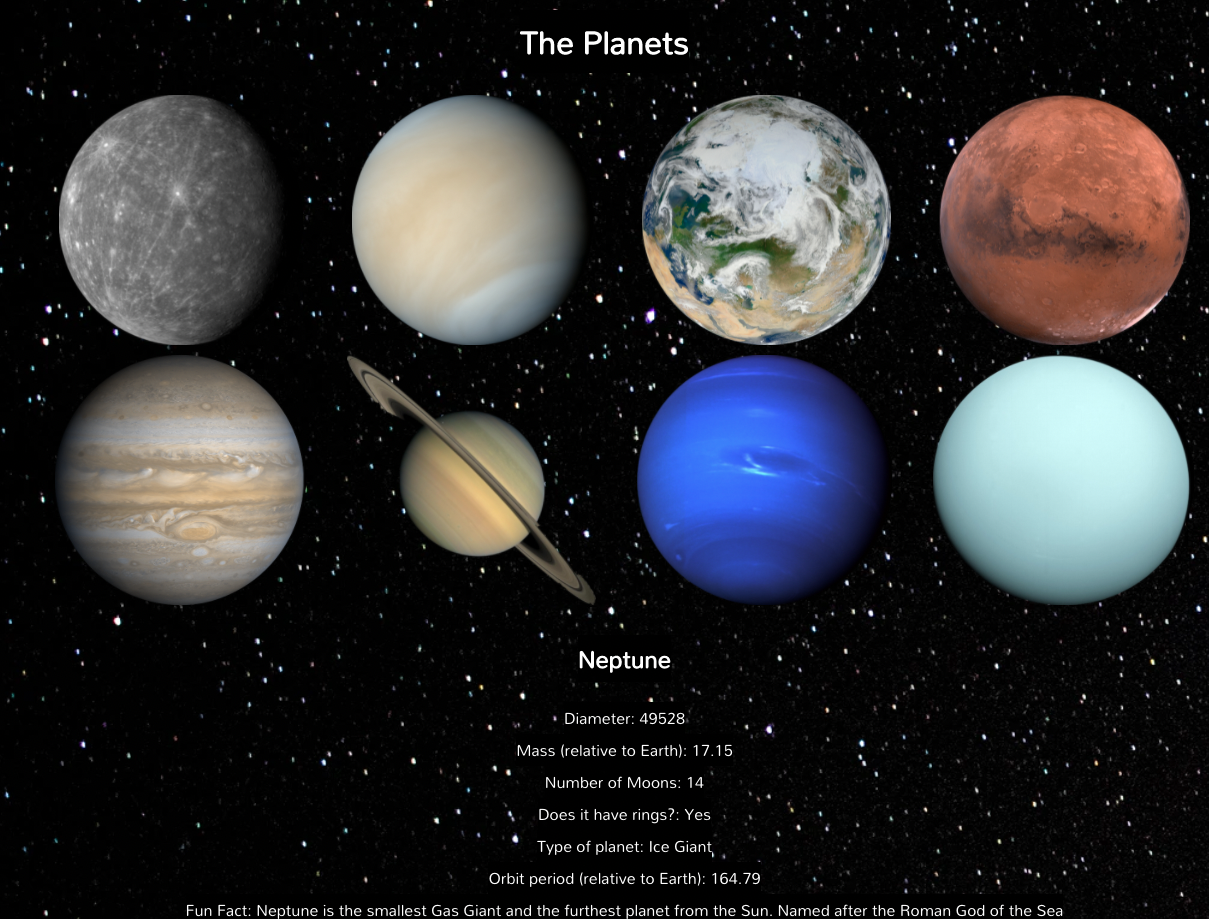 The Planets
Neptune
Diameter: 49528
Mass (relative to Earth): 17.15
Number of Moons: 14
Does it have rings?: Yes
Type of planet: Ice Giant
Orbit period (relative to Earth): 164.79
Fun Fact: Neptune is the smallest Gas Giant and the furthest planet from the Sun. Named after the Roman God of the Sea